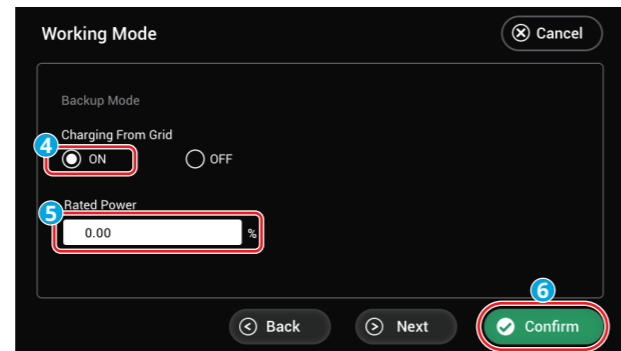 Working Mode
Cancel
Backup Mode
Charging From Grid
4
ON OFF
Rated Power
5
0.00 %
6
Back Next Confirm